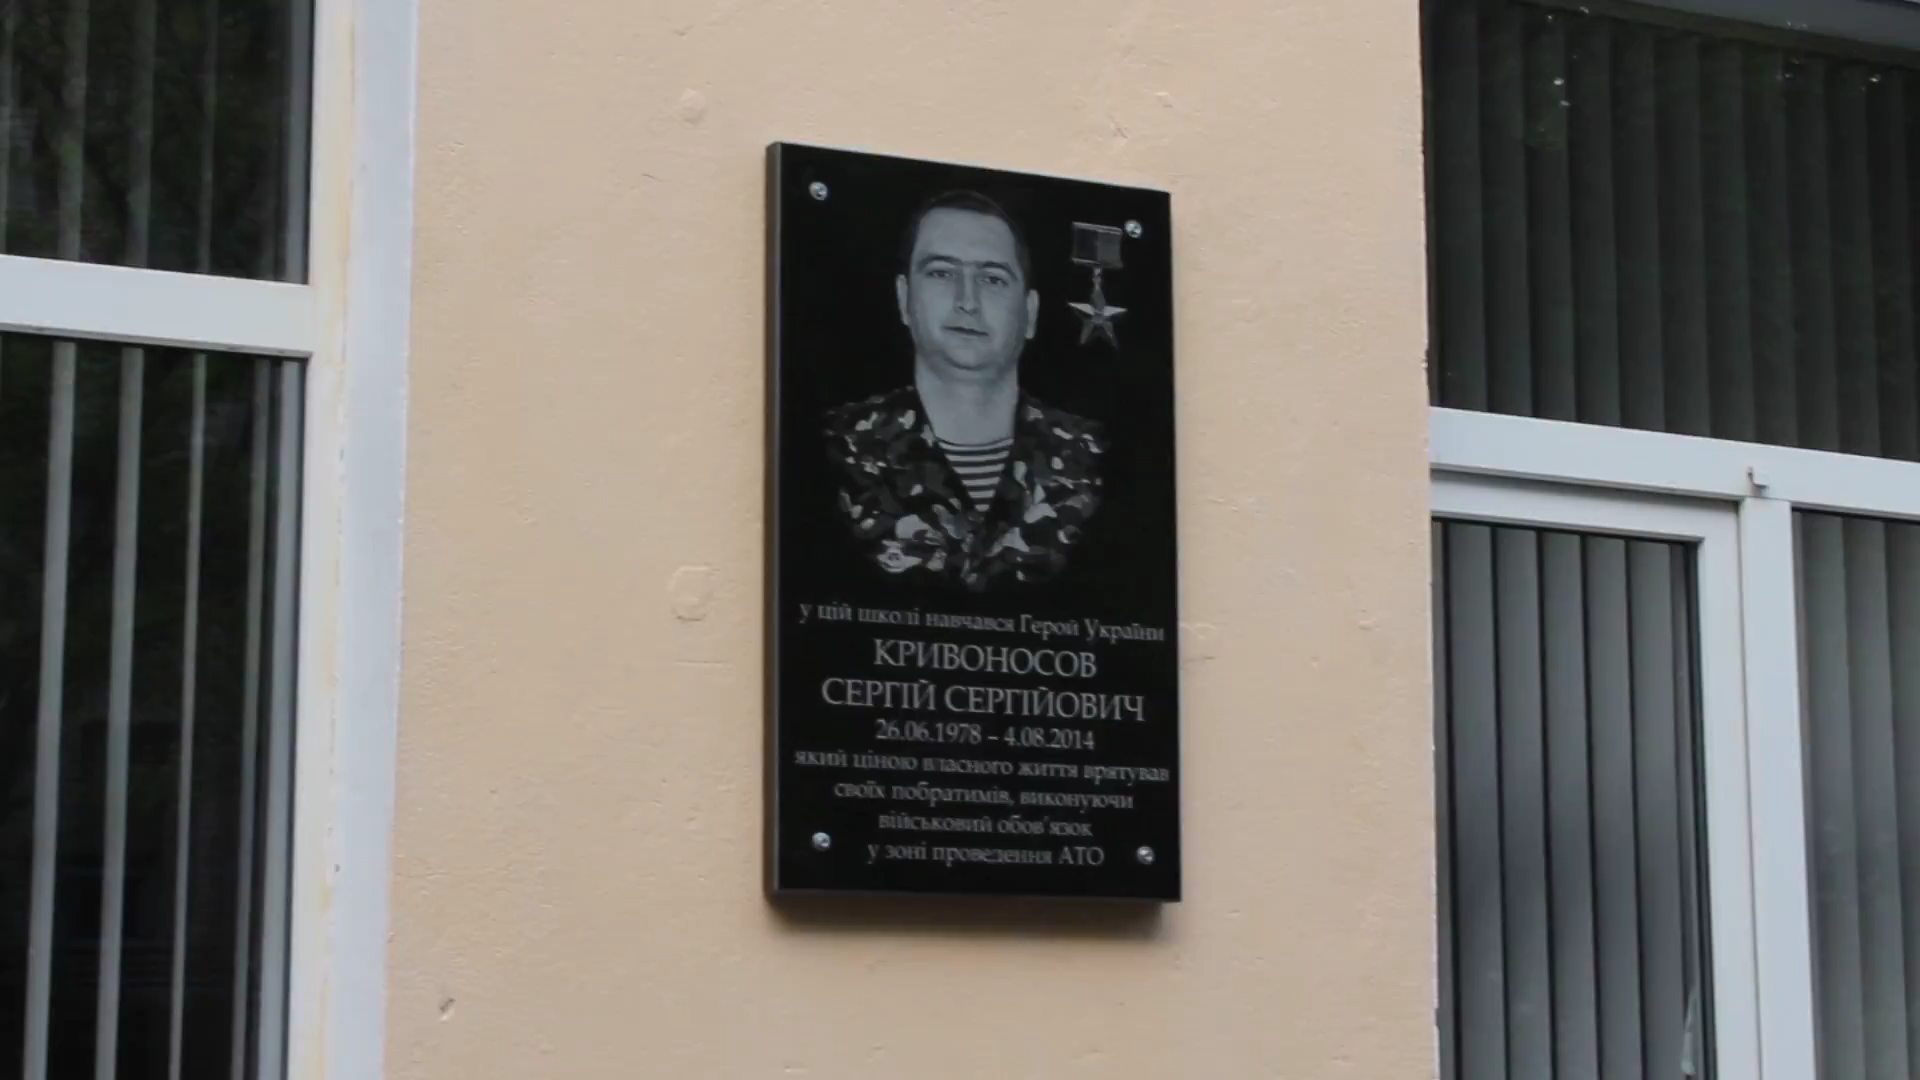 у цій школі навчався Герой України
КРИВОНОСОВ
СЕРГІЙ СЕРГІЙОВИЧ
26.06.1978 – 4.08.2014
який ціною власного життя врятував
своїх побратимів, виконуючи
військовий обов'язок
у зоні проведення АТО